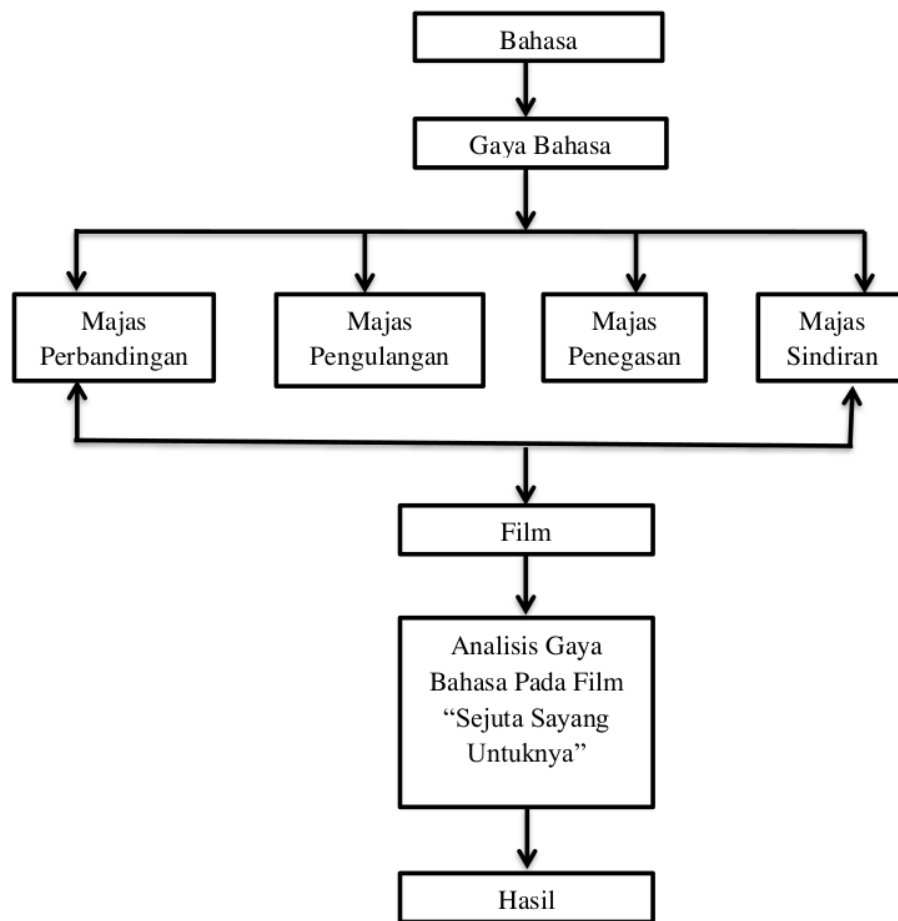 Bahasa
Gaya Bahasa
Majas
Perbandingan
Majas
Pengulangan
Majas
Penegasan
Majas
Sindiran
Film
Analisis Gaya
Bahasa Pada Film
“Sejuta Sayang
Untuknya”
Hasil